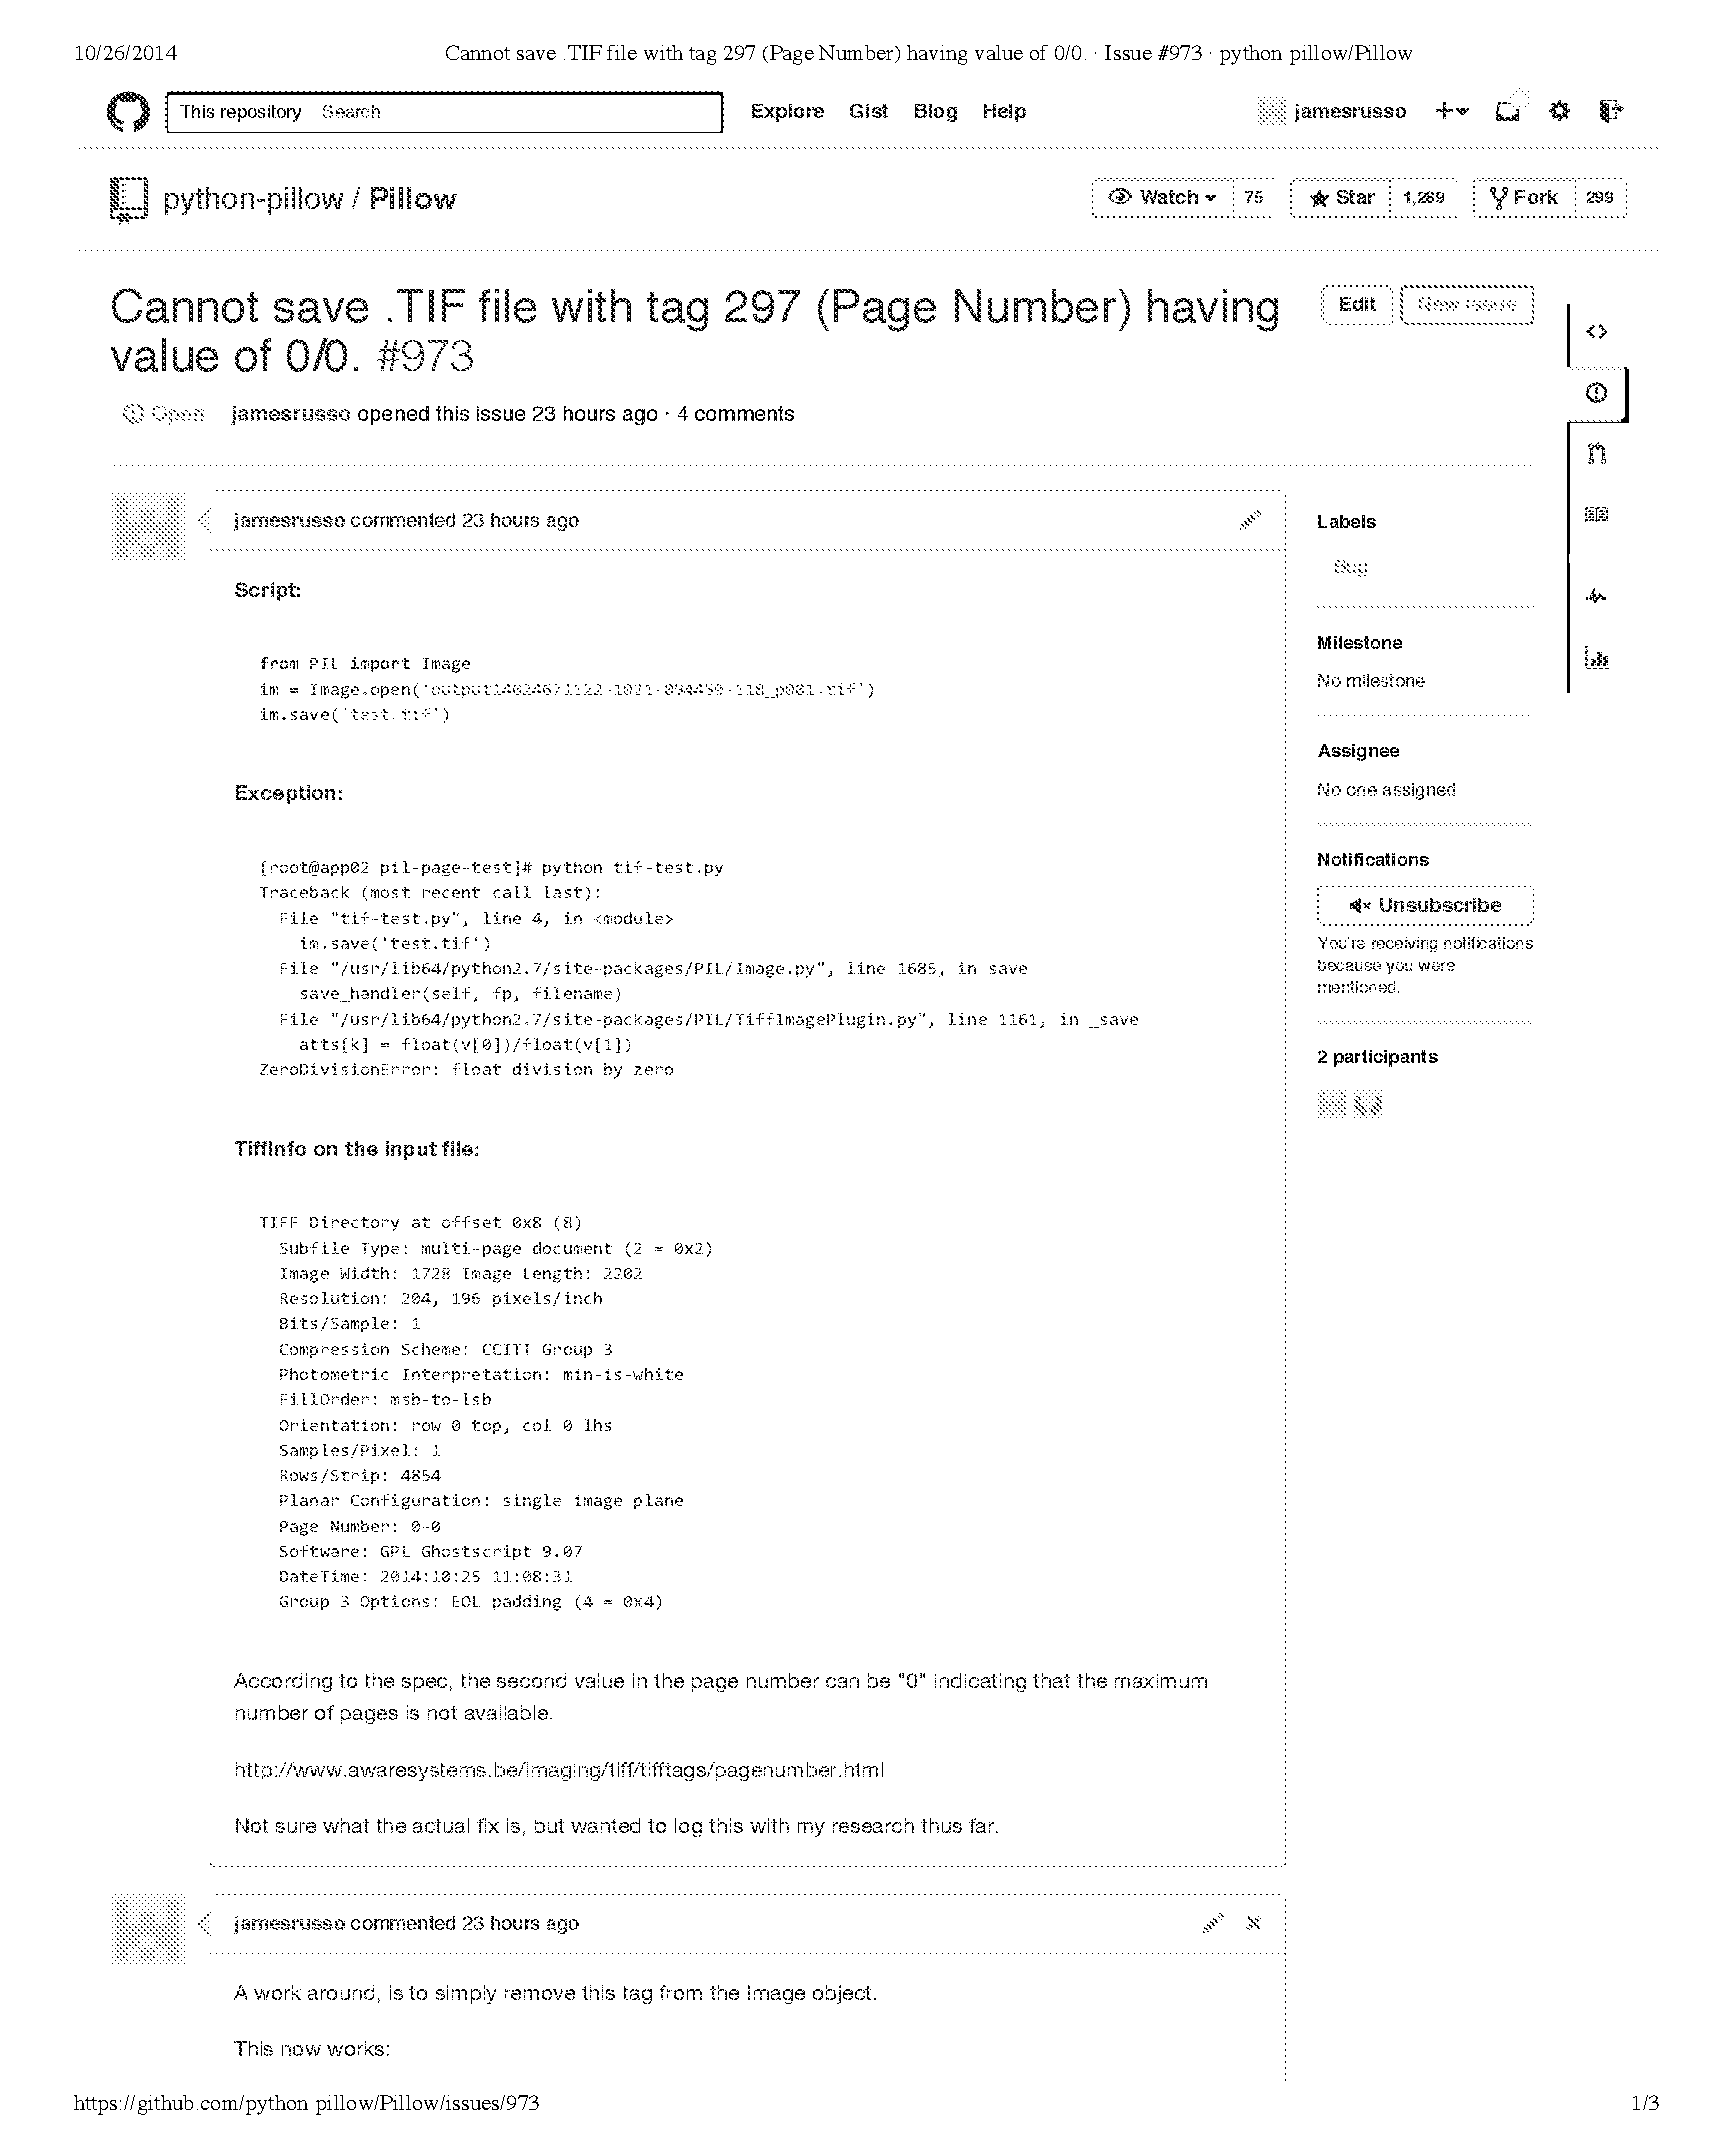 10/26/2014 Cannot save .TIF file with tag 297 (Page Number) having value of 0/0. · Issue #973 · python pillow/Pillow
This repository Search Explore Gist Blog Help jamesrusso
python-pillow / Pillow Watch 75 Star 1,269 Fork 299
Cannot save .TIF file with tag 297 (Page Number) having Edit New issue
value of 0/0. #973
Open jamesrusso opened this issue 23 hours ago · 4 comments
jamesrusso commented 23 hours ago
Script:
from PIL import Image
im = Image.open('
im.save('test.tif')
Exception:
[root@app02 pil-page-test]# python tif-test.py
Traceback (most recent call last):
File "tif-test.py", line 4, in <module>
im.save('test.tif')
File "/usr/lib64/python2.7/site-packages/PIL/Image.py", line 1685, in save
save_handler(self, fp, filename)
File "/usr/lib64/python2.7/site-packages/PIL/TiffImagePlugin.py", line 1161, in _save
atts[k] = float(v[0])/float(v[1])
ZeroDivisionError: float division by zero
TiffInfo on the input file:
TIFF Directory at offset 0x8 (8)
Subfile Type: multi-page document (2 = 0x2)
Image Width: 1728 Image Length: 2202
Resolution: 204, 196 pixels/inch
Bits/Sample: 1
Compression Scheme: CCITT Group 3
Photometric Interpretation: min-is-white
FillOrder: msb-to-lsb
Orientation: row 0 top, col 0 lhs
Samples/Pixel: 1
Rows/Strip: 4854
Planar Configuration: single image plane
Page Number: 0-0
Software: GPL Ghostscript 9.07
DateTime: 2014:10:25 11:08:31
Group 3 Options: EOL padding (4 = 0x4)
According to the spec, the second value in the page number can be "0" indicating that the maximum
number of pages is not available.
http://www.awaresystems.be/imaging/tiff/tifftags/pagenumber.html
Not sure what the actual fix is, but wanted to log this with my research thus far.
Labels
Bug
Milestone
No milestone
Assignee
No one assigned
Notifications
Unsubscribe
You're receiving notifications
because you were
mentioned.
2 participants
jamesrusso commented 23 hours ago
A work around, is to simply remove this tag from the Image object.
This now works:
https://github.com/python pillow/Pillow/issues/973 1/3